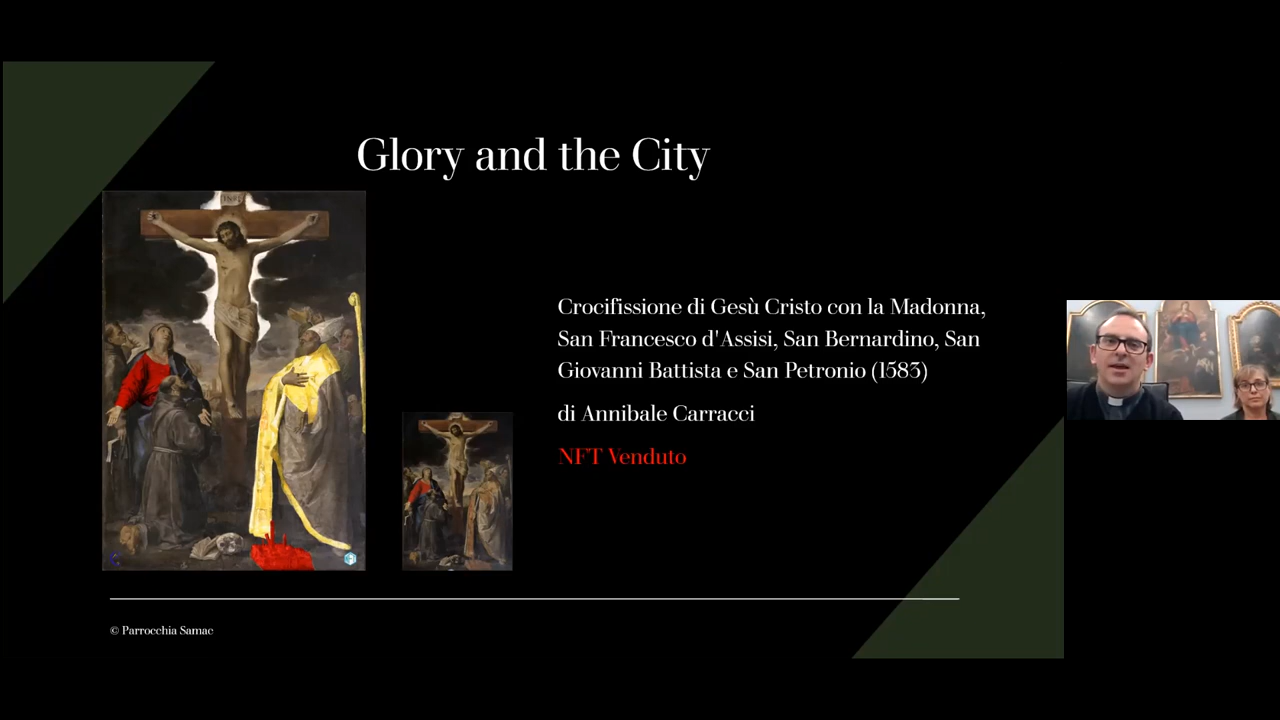 Glory and the City
Crocifissione di Gesù Cristo con la Madonna,
San Francesco d'Assisi, San Bernardino, San
Giovanni Battista e San Petronio (1583)
di Annibale Carracci
NFT Venduto
© Parrocchia Samac